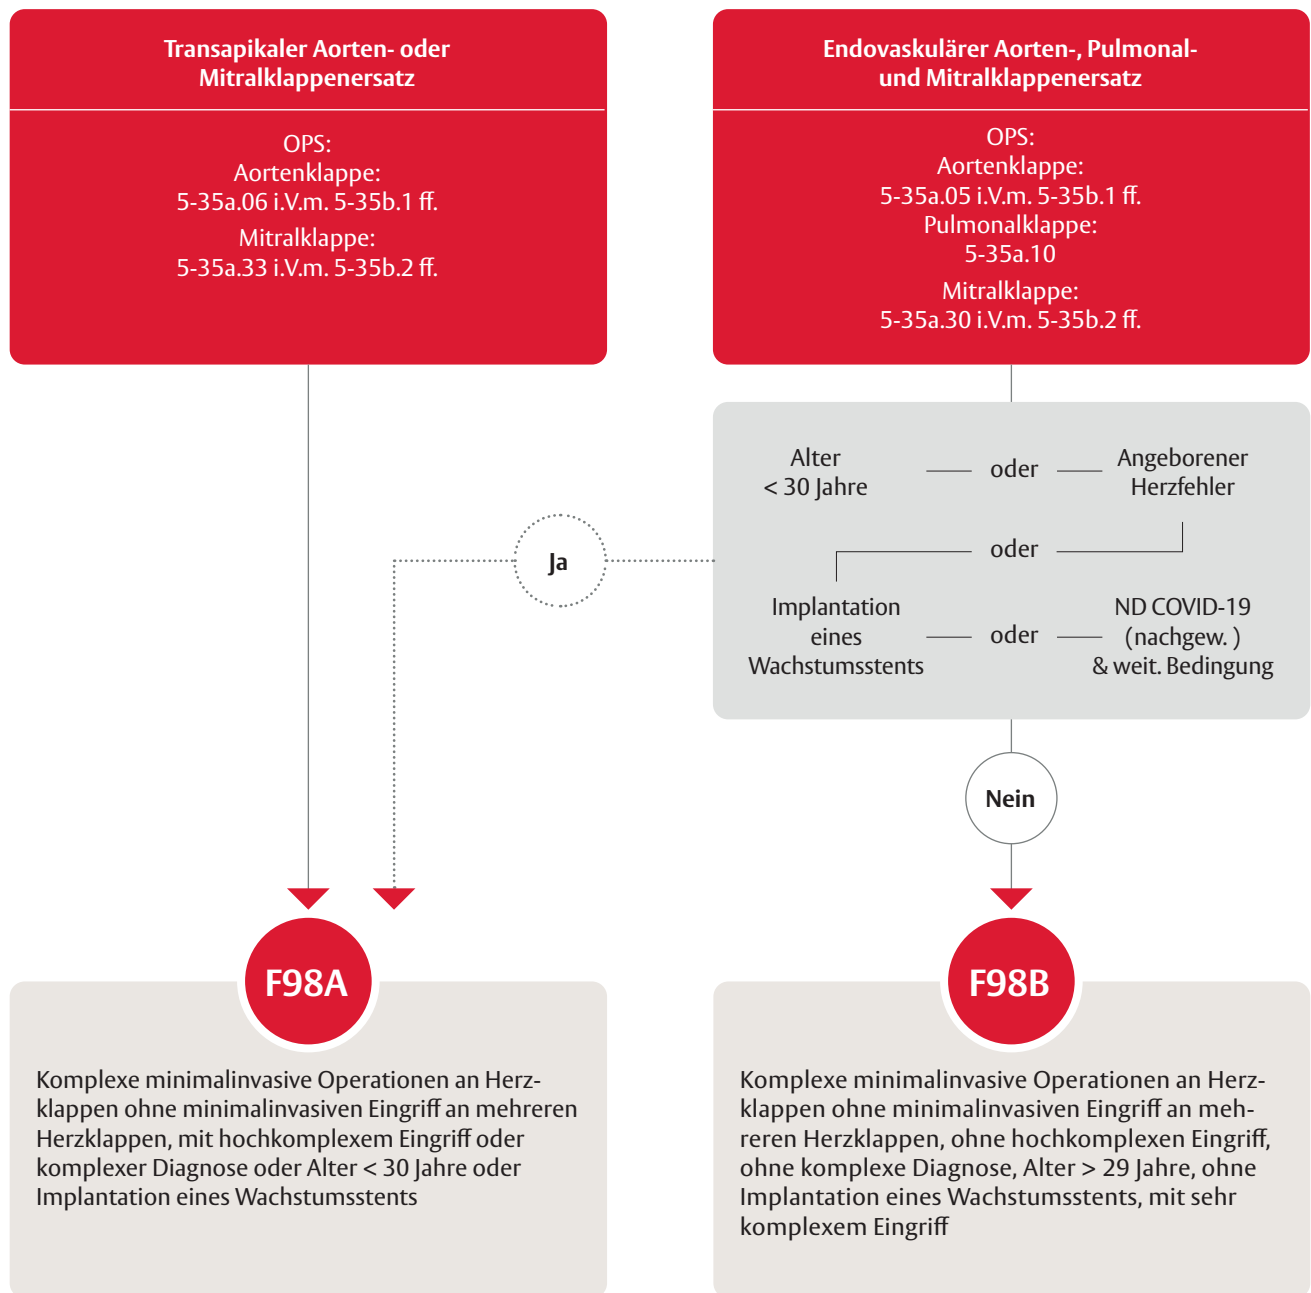 Transapikaler Aorten- oder
Mitralklappenersatz
OPS:
Aortenklappe:
5-35a.06 i.V.m. 5-35b.1 ff.
Mitralklappe:
5-35a.33 i.V.m. 5-35b.2 ff.
Endovaskulärer Aorten-, Pulmonal-
und Mitralklappenersatz
OPS:
Aortenklappe:
5-35a.05 i.V.m. 5-35b.1 ff.
Pulmonalklappe:
5-35a.10
Mitralklappe:
5-35a.30 i.V.m. 5-35b.2 ff.
Alter
< 30 Jahre
oder
Angeborener
Herzfehler
oder
Implantation
eines
Wachstumsstents
oder
ND COVID-19
(nachgew. )
& weit. Bedingung
Ja
Nein
F98A
Komplexe minimalinvasive Operationen an Herz-
klappen ohne minimalinvasiven Eingriff an mehreren
Herzklappen, mit hochkomplexem Eingriff oder
komplexer Diagnose oder Alter < 30 Jahre oder
Implantation eines Wachstumsstents
F98B
Komplexe minimalinvasive Operationen an Herz-
klappen ohne minimalinvasiven Eingriff an meh-
reren Herzklappen, ohne hochkomplexen Eingriff,
ohne komplexe Diagnose, Alter > 29 Jahre, ohne
Implantation eines Wachstumsstents, mit sehr
komplexem Eingriff